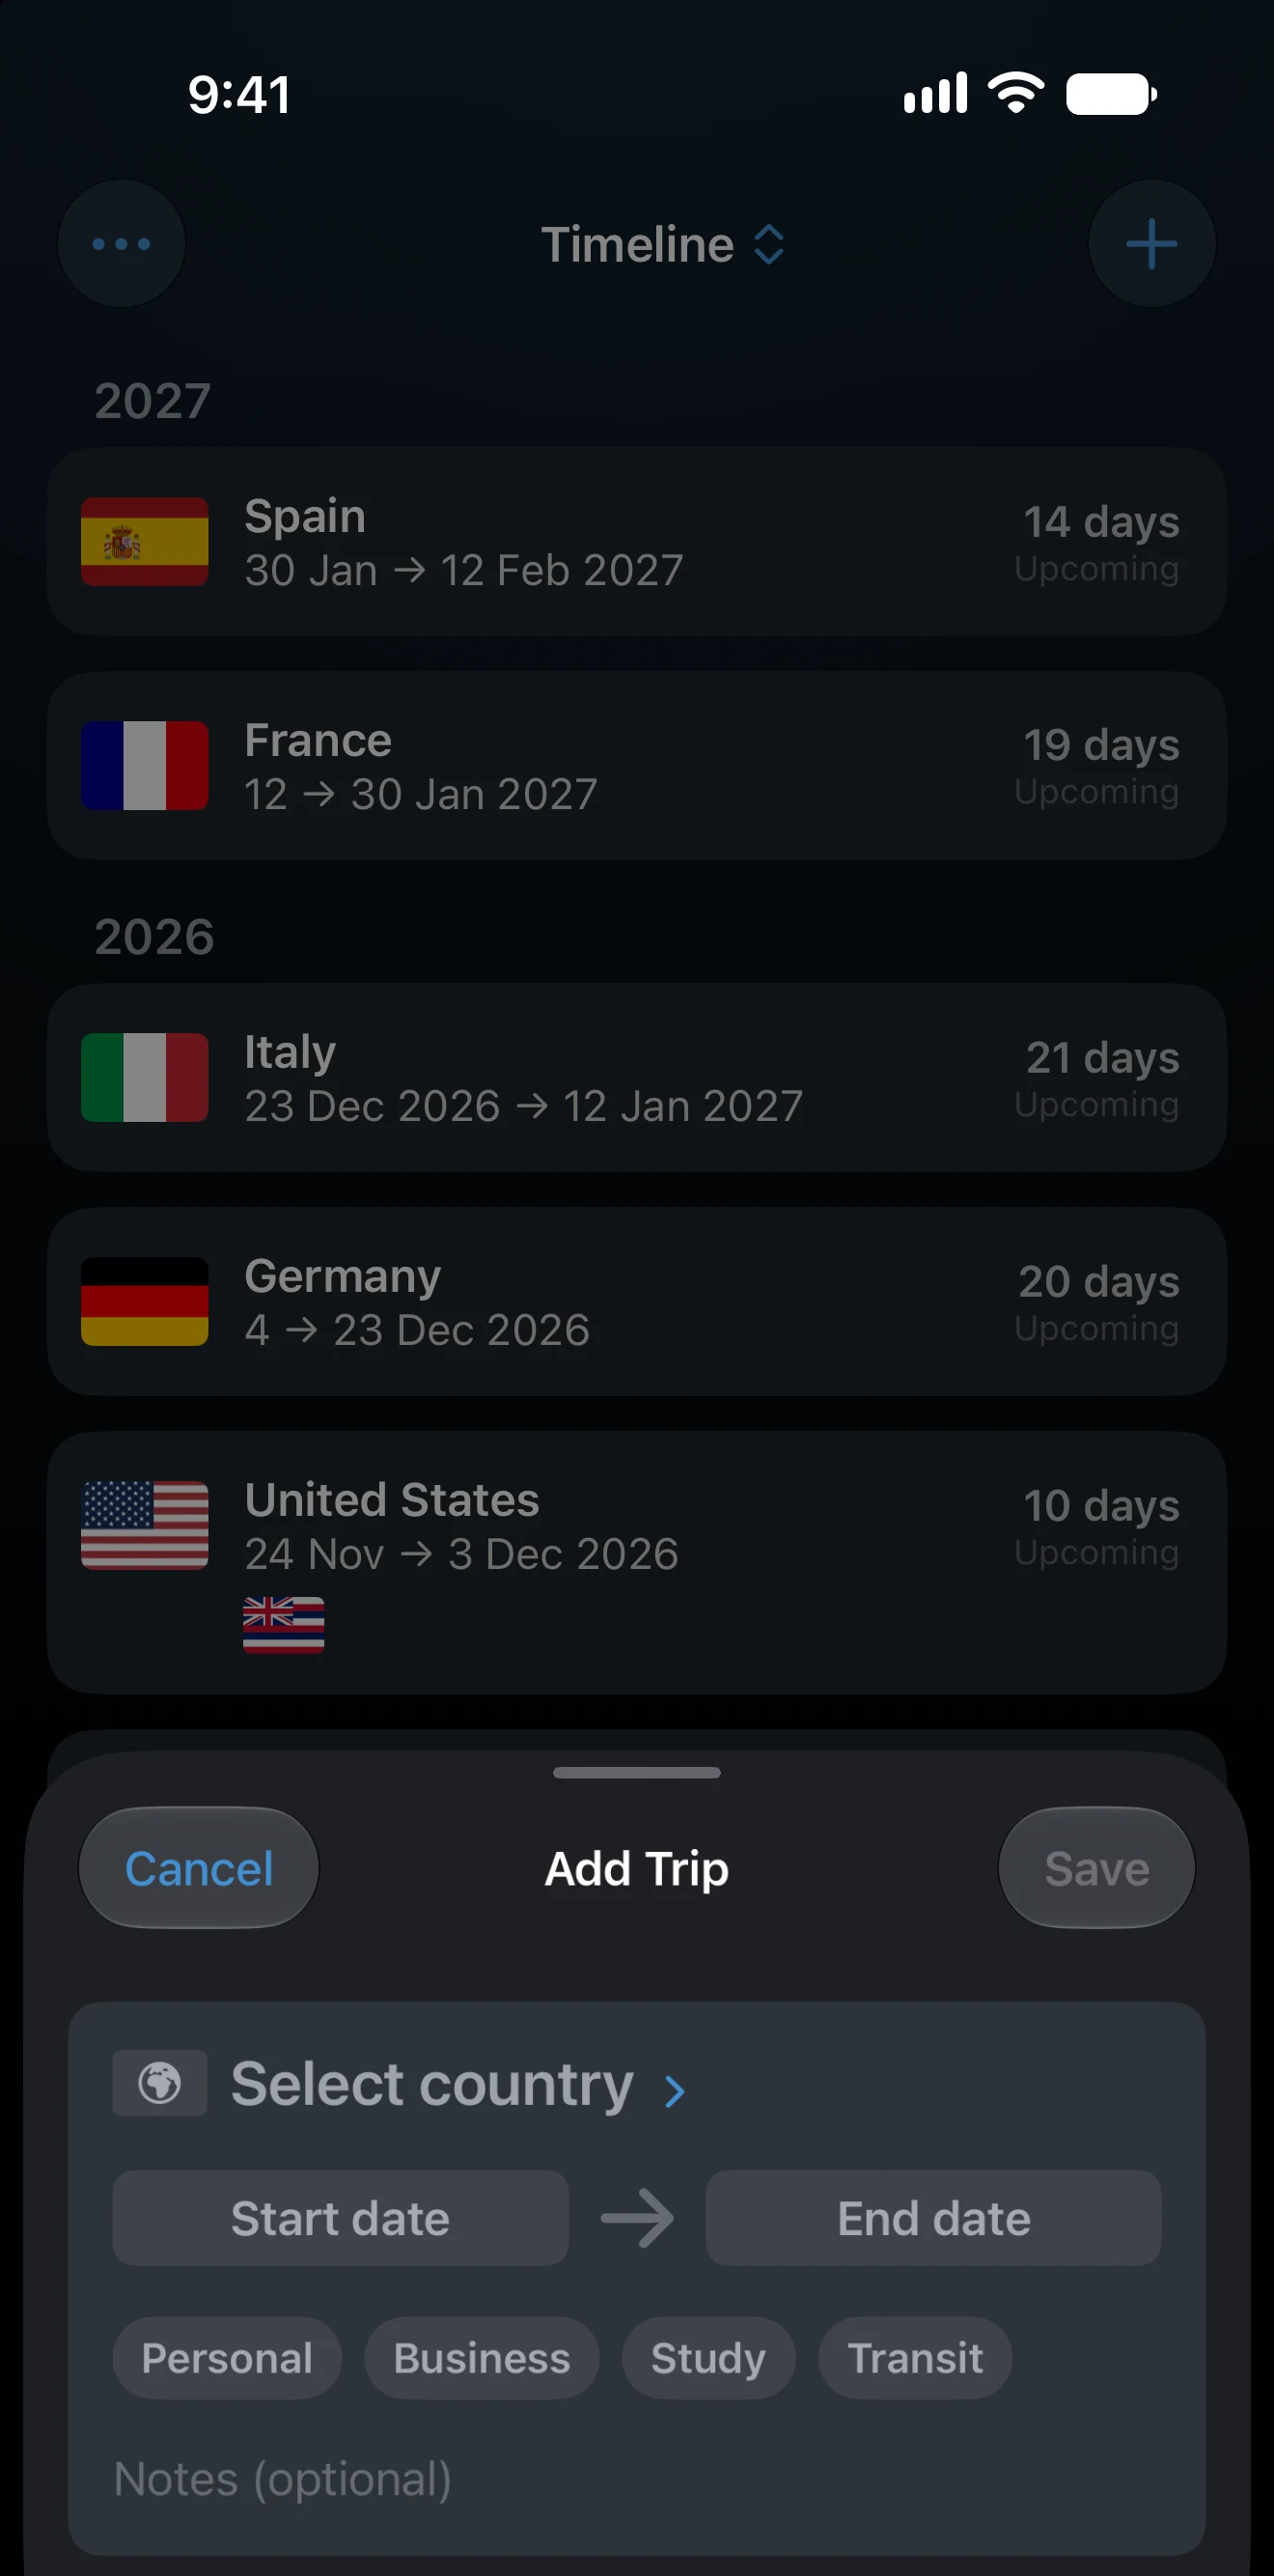 9:41
Timeline
2027
Spain
30 Jan → 12 Feb 2027
14 days
Upcoming
France
12 → 30 Jan 2027
19 days
Upcoming
2026
Italy
23 Dec 2026 → 12 Jan 2027
21 days
Upcoming
Germany
4 → 23 Dec 2026
20 days
Upcoming
United States
24 Nov → 3 Dec 2026
10 days
Upcoming
Cancel
Add Trip
Save
Select country
Start date → End date
Personal Business Study Transit
Notes (optional)